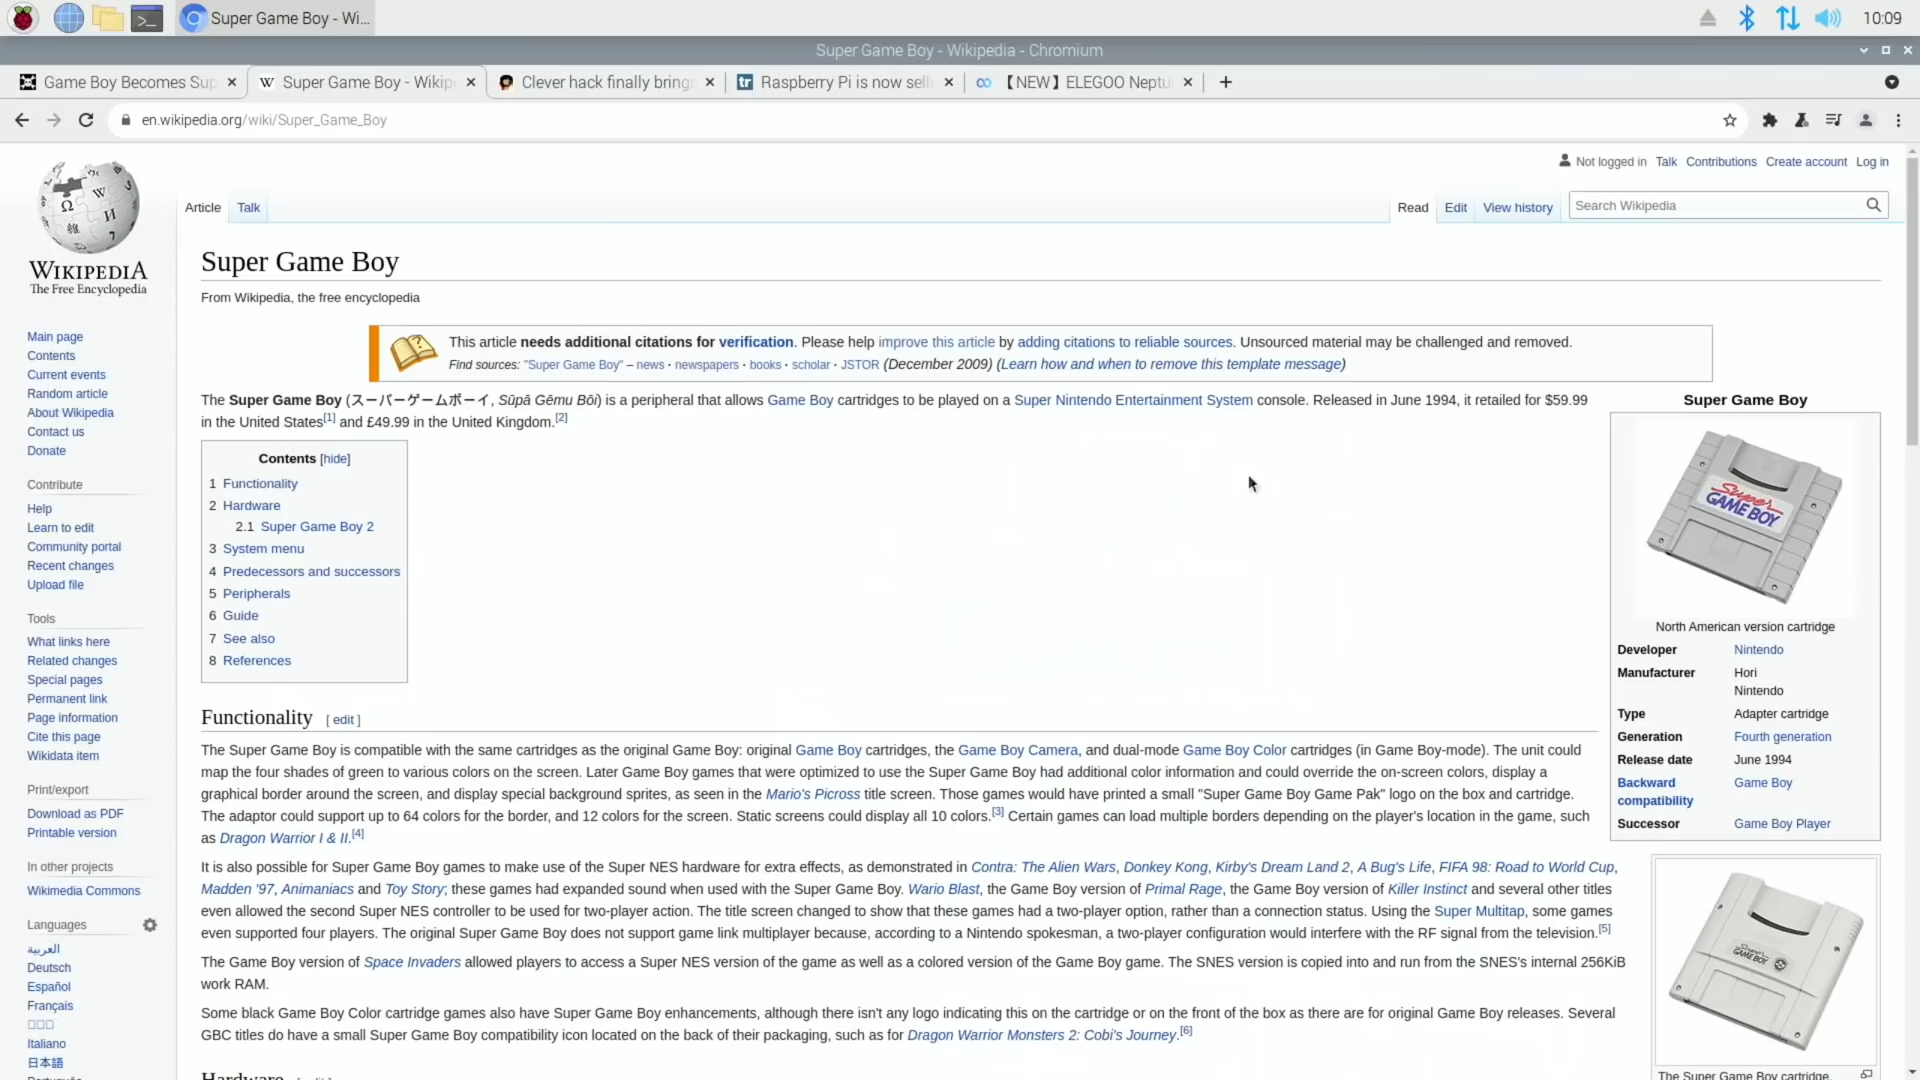 Super Game Boy - Wi...
10:09
Super Game Boy - Wikipedia - Chromium
Game Boy Becomes Sup
Super Game Boy - Wikip
Clever hack finally brings
Raspberry Pi is now selli
【NEW】ELEGOO Neptu
en.wikipedia.org/wiki/Super_Game_Boy
WIKIPEDIA
The Free Encyclopedia
Not logged in Talk Contributions Create account Log in
Article Talk
Read Edit View history
Search Wikipedia
Main page
Contents
Current events
Random article
About Wikipedia
Contact us
Donate
Contribute
Help
Learn to edit
Community portal
Recent changes
Upload file
Tools
What links here
Related changes
Special pages
Permanent link
Page information
Cite this page
Wikidata item
Print/export
Download as PDF
Printable version
In other projects
Wikimedia Commons
Languages
العربية
Deutsch
Español
Français
Italiano
日本語
Super Game Boy
From Wikipedia, the free encyclopedia
This article needs additional citations for verification. Please help improve this article by adding citations to reliable sources. Unsourced material may be challenged and removed.
Find sources: "Super Game Boy" – news · newspapers · books · scholar · JSTOR (December 2009) (Learn how and when to remove this template message)
The Super Game Boy (スーパーゲームボーイ, Sūpā Gēmu Bōi) is a peripheral that allows Game Boy cartridges to be played on a Super Nintendo Entertainment System console. Released in June 1994, it retailed for $59.99
in the United States[1] and £49.99 in the United Kingdom.[2]
Contents [hide]
1 Functionality
2 Hardware
2.1 Super Game Boy 2
3 System menu
4 Predecessors and successors
5 Peripherals
6 Guide
7 See also
8 References
Functionality [ edit ]
The Super Game Boy is compatible with the same cartridges as the original Game Boy: original Game Boy cartridges, the Game Boy Camera, and dual-mode Game Boy Color cartridges (in Game Boy-mode). The unit could
map the four shades of green to various colors on the screen. Later Game Boy games that were optimized to use the Super Game Boy had additional color information and could override the on-screen colors, display a
graphical border around the screen, and display special background sprites, as seen in the Mario's Picross title screen. Those games would have printed a small "Super Game Boy Game Pak" logo on the box and cartridge.
The adaptor could support up to 64 colors for the border, and 12 colors for the screen. Static screens could display all 10 colors.[3] Certain games can load multiple borders depending on the player's location in the game, such
as Dragon Warrior I & II.[4]
It is also possible for Super Game Boy games to make use of the Super NES hardware for extra effects, as demonstrated in Contra: The Alien Wars, Donkey Kong, Kirby's Dream Land 2, A Bug's Life, FIFA 98: Road to World Cup,
Madden '97, Animaniacs and Toy Story; these games had expanded sound when used with the Super Game Boy. Wario Blast, the Game Boy version of Primal Rage, the Game Boy version of Killer Instinct and several other titles
even allowed the second Super NES controller to be used for two-player action. The title screen changed to show that these games had a two-player option, rather than a connection status. Using the Super Multitap, some games
even supported four players. The original Super Game Boy does not support game link multiplayer because, according to a Nintendo spokesman, a two-player configuration would interfere with the RF signal from the television.[5]
The Game Boy version of Space Invaders allowed players to access a Super NES version of the game as well as a colored version of the Game Boy game. The SNES version is copied into and run from the SNES's internal 256KiB
work RAM.
Some black Game Boy Color cartridge games also have Super Game Boy enhancements, although there isn't any logo indicating this on the cartridge or on the front of the box as there are for original Game Boy releases. Several
GBC titles do have a small Super Game Boy compatibility icon located on the back of their packaging, such as for Dragon Warrior Monsters 2: Cobi's Journey.[6]
Super Game Boy
Super
GAME BOY
North American version cartridge
Developer Nintendo
Manufacturer Hori
Nintendo
Type Adapter cartridge
Generation Fourth generation
Release date June 1994
Backward Game Boy
compatibility
Successor Game Boy Player
Super
GAME BOY
The Super Game Boy cartridge,